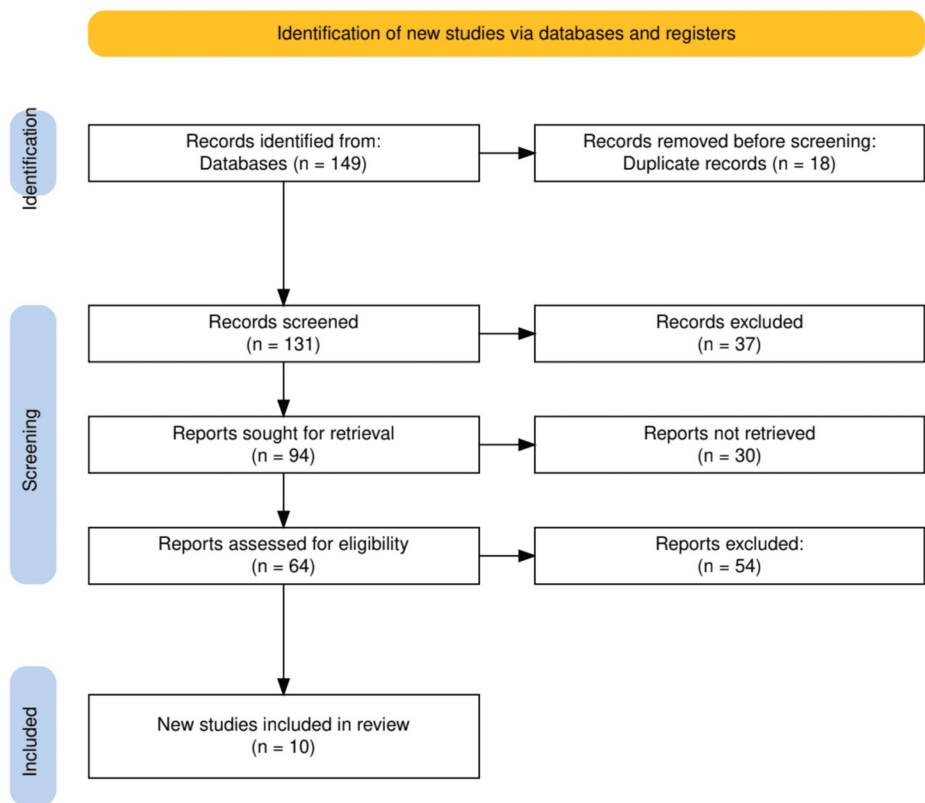 Identification of new studies via databases and registers
Identification
Records identified from:
Databases (n = 149)
Records removed before screening:
Duplicate records (n = 18)
Screening
Records screened
(n = 131)
Records excluded
(n = 37)
Reports sought for retrieval
(n = 94)
Reports not retrieved
(n = 30)
Reports assessed for eligibility
(n = 64)
Reports excluded:
(n = 54)
Included
New studies included in review
(n = 10)